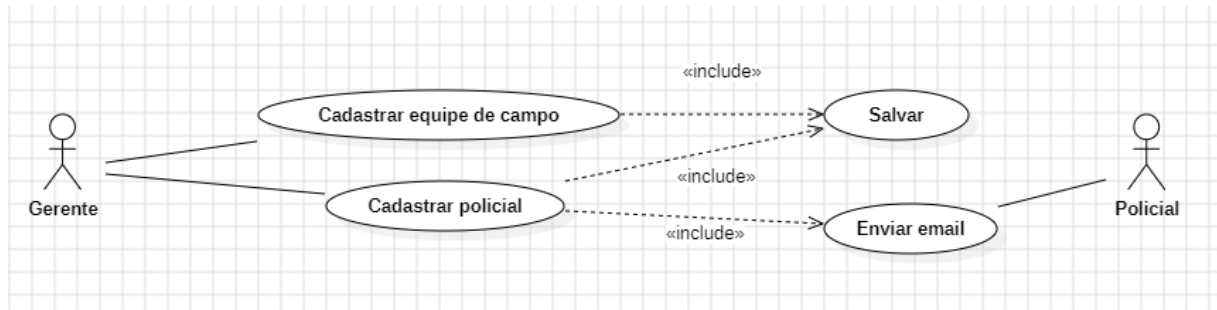 «include»
Cadastrar equipe de campo
Salvar
«include»
Gerente
Cadastrar policial
Policial
«include»
Enviar email